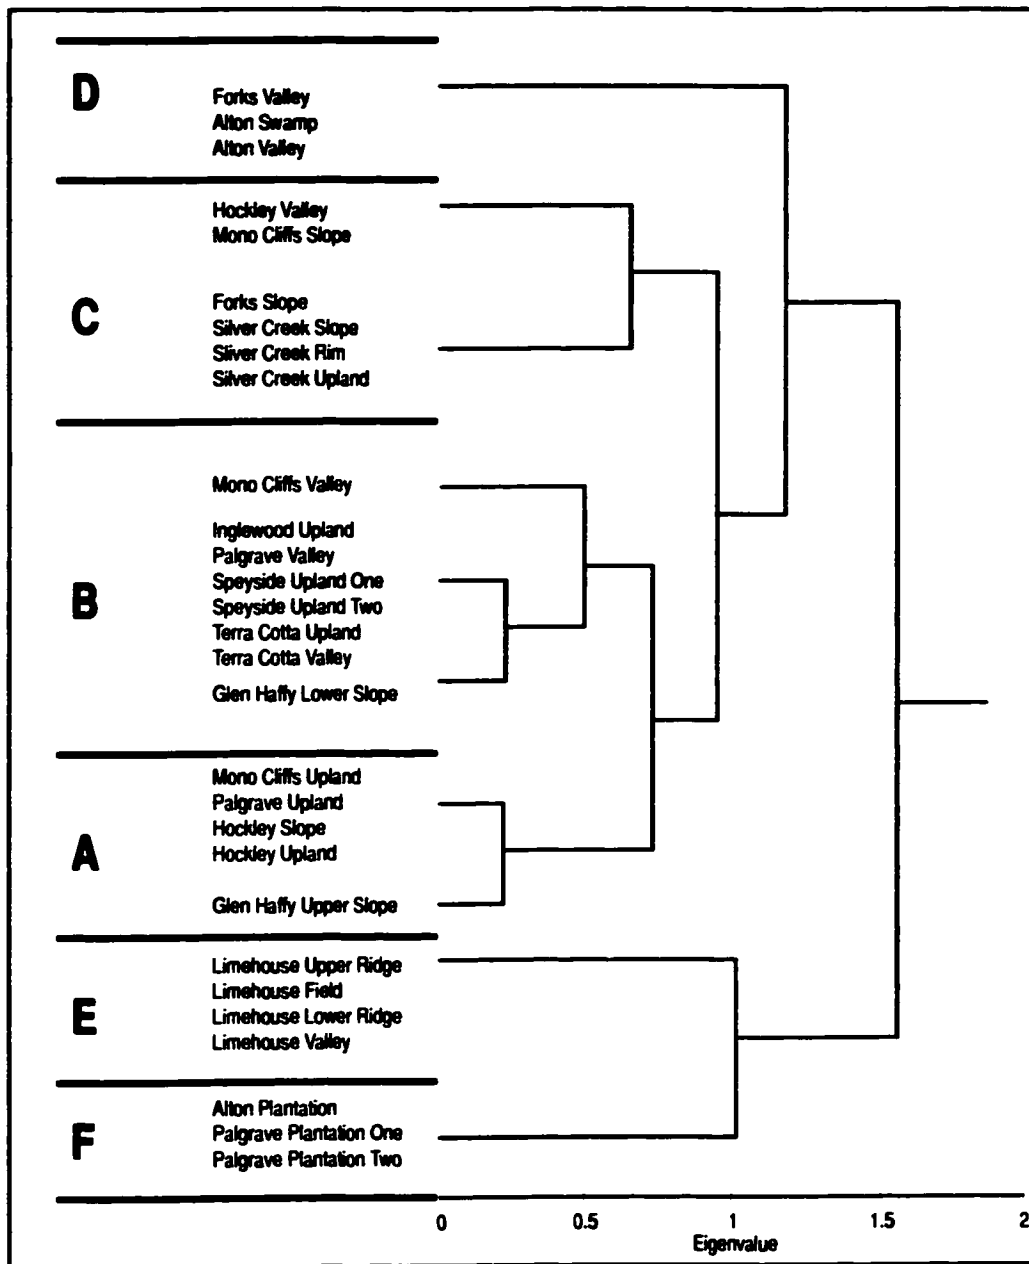 D
Forks Valley
Alton Swamp
Alton Valley
Hockley Valley
Mono Cliffs Slope
C
Forks Slope
Silver Creek Slope
Sliver Creek Rim
Silver Creek Upland
Mono Cliffs Valley
B
Inglewood Upland
Palgrave Valley
Speyside Upland One
Speyside Upland Two
Terra Cotta Upland
Terra Cotta Valley
Glen Haffy Lower Slope
A
Mono Cliffs Upland
Palgrave Upland
Hockley Slope
Hockley Upland
Glen Haffy Upper Slope
E
Limehouse Upper Ridge
Limehouse Field
Limehouse Lower Ridge
Limehouse Valley
F
Alton Plantation
Palgrave Plantation One
Palgrave Plantation Two
0 0.5 1 1.5 2
Eigenvalue